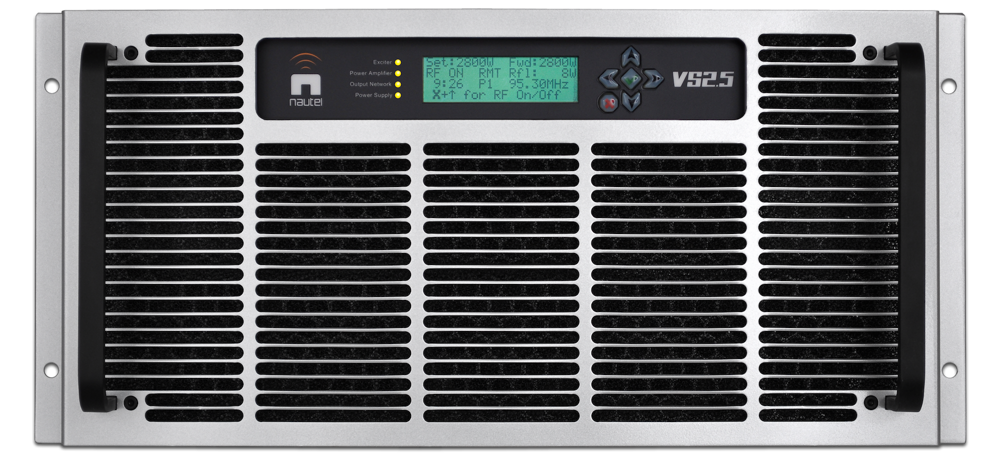 nautel
Exciter
Power Amplifier
Output Network
Power Supply
Set:2800W Fwd:2800W
RF ON RMT Rfl: 8W
9:26 P1 95.30MHz
X+↑ for RF On/Off
VS2.5